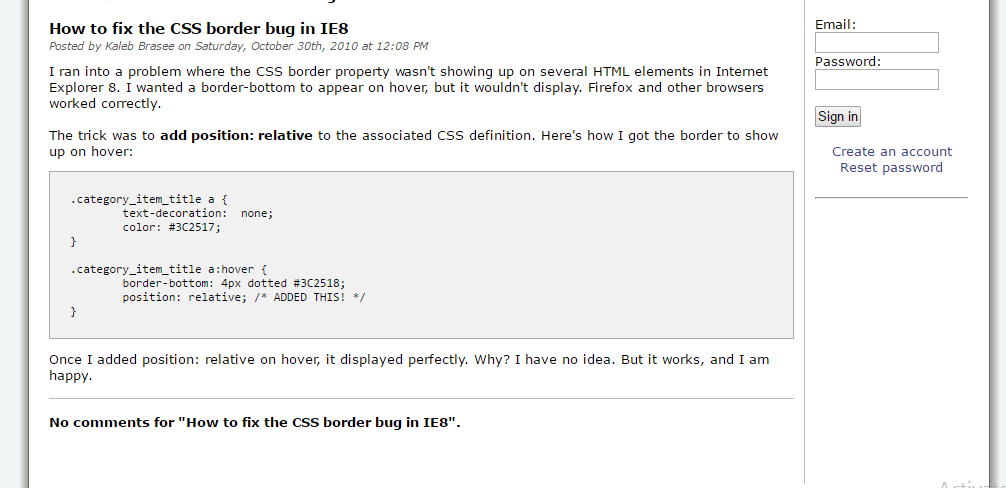 How to fix the CSS border bug in IE8
Posted by Kaleb Brasee on Saturday, October 30th, 2010 at 12:08 PM
I ran into a problem where the CSS border property wasn't showing up on several HTML elements in Internet
Explorer 8. I wanted a border-bottom to appear on hover, but it wouldn't display. Firefox and other browsers
worked correctly.
The trick was to add position: relative to the associated CSS definition. Here's how I got the border to show
up on hover:
.category_item_title a {
text-decoration:  none;
color: #3C2517;
}
.category_item_title a:hover {
border-bottom: 4px dotted #3C2518;
position: relative; /* ADDED THIS! */
}
Once I added position: relative on hover, it displayed perfectly. Why? I have no idea. But it works, and I am
happy.
No comments for "How to fix the CSS border bug in IE8".
Email:
Password:
Sign in
Create an account
Reset password